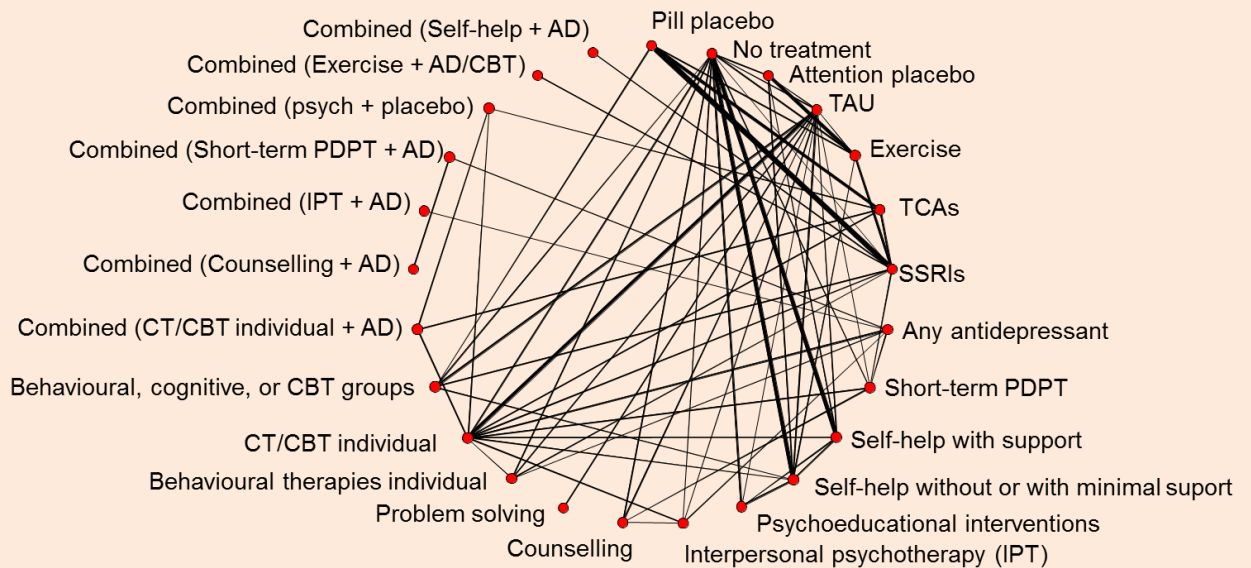 Pill placebo
No treatment
Attention placebo
TAU
Exercise
TCAs
SSRIs
Any antidepressant
Short-term PDPT
Self-help with support
Self-help without or with minimal suport
Psychoeducational interventions
Interpersonal psychotherapy (IPT)
Counselling
Problem solving
Behavioural therapies individual
CT/CBT individual
Behavioural, cognitive, or CBT groups
Combined (CT/CBT individual + AD)
Combined (Counselling + AD)
Combined (IPT + AD)
Combined (Short-term PDPT + AD)
Combined (psych + placebo)
Combined (Exercise + AD/CBT)
Combined (Self-help + AD)